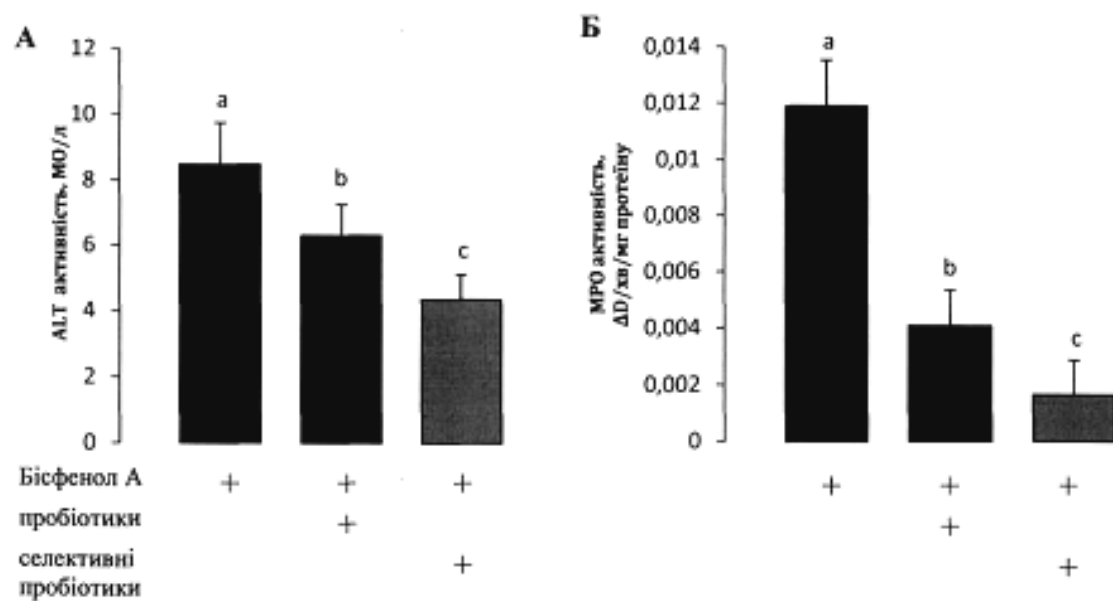 А
12
10
8
6
4
2
0
ALT активність, МО/л
a
b
c
Б
0,014
0,012
0,01
0,008
0,006
0,004
0,002
0
МРО активність,
ΔD/хв/мг протеїну
a
b
c
Бісфенол А + + + + + +
пробіотики + +
селективні
пробіотики + +